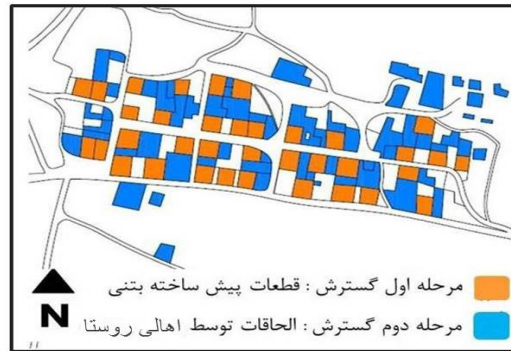 مرحله اول گسترش : قطعات پیش ساخته بتنی
مرحله دوم گسترش : الحاقات توسط اهالی روستا
N